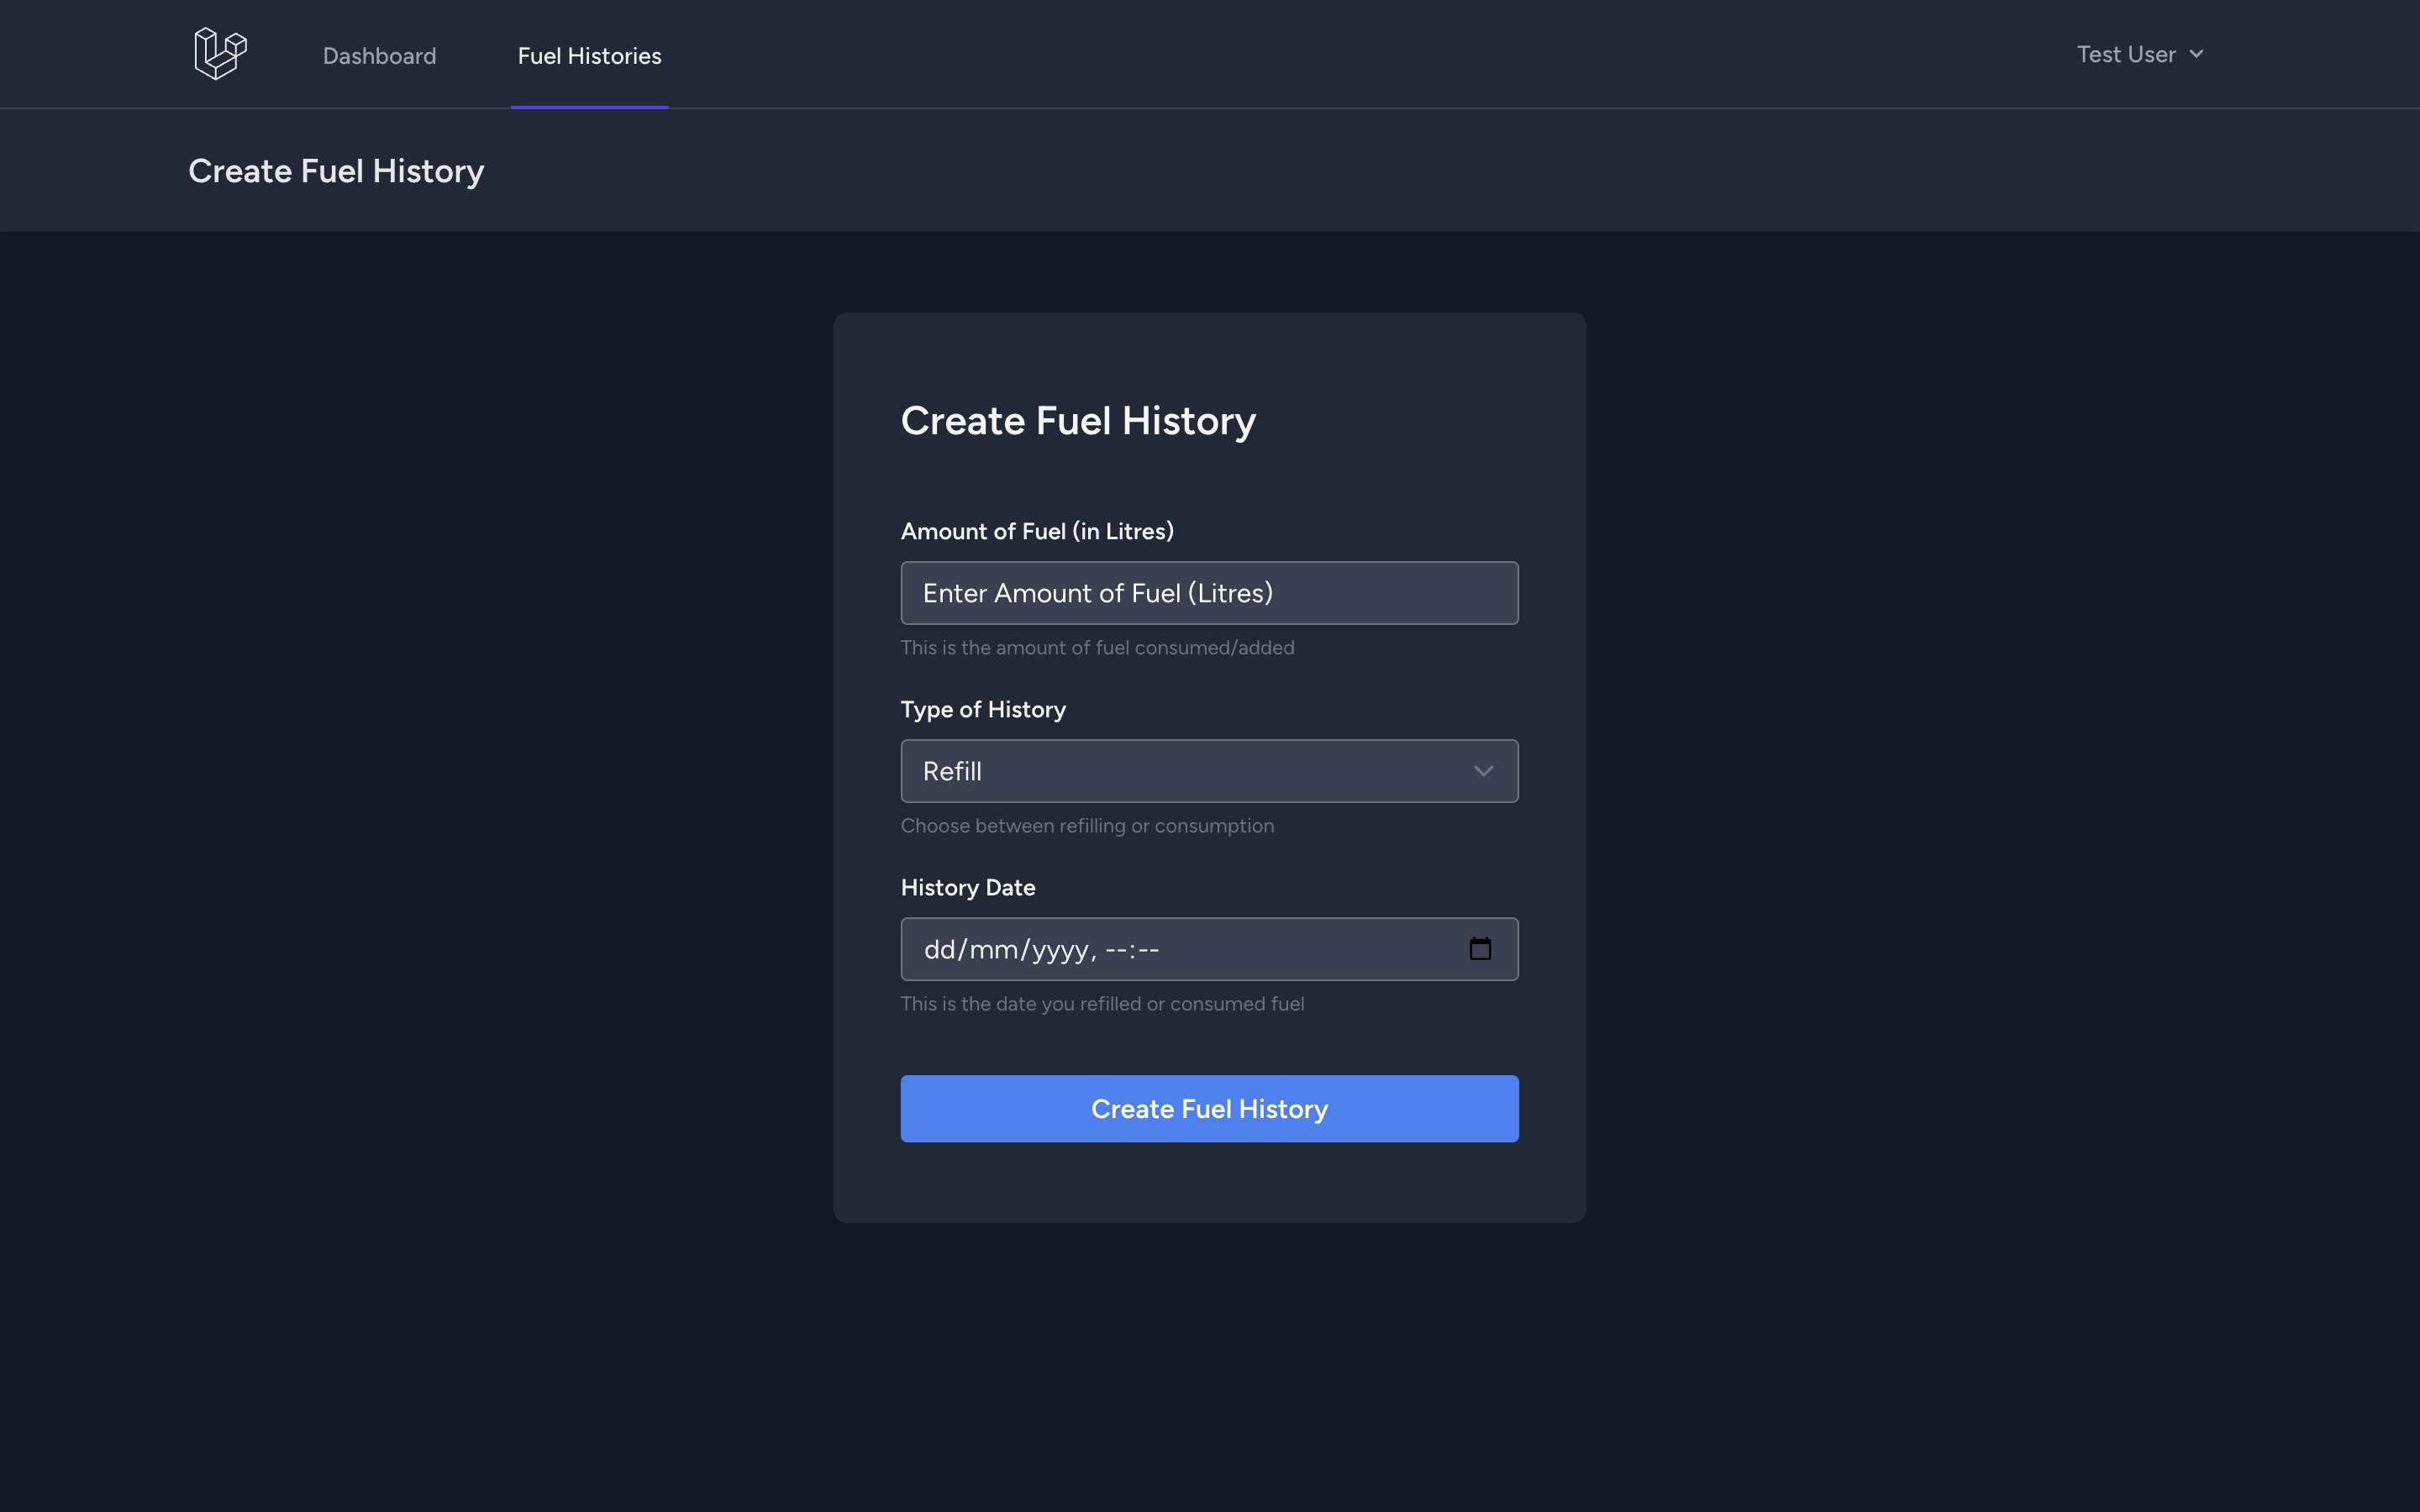 Dashboard
Fuel Histories
Test User
Create Fuel History
Create Fuel History
Amount of Fuel (in Litres)
Enter Amount of Fuel (Litres)
This is the amount of fuel consumed/added
Type of History
Refill
Choose between refilling or consumption
History Date
dd/mm/yyyy, --:--
This is the date you refilled or consumed fuel
Create Fuel History